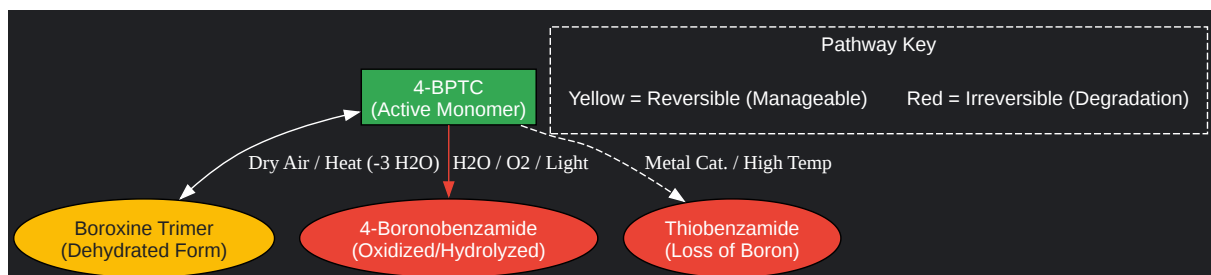 Pathway Key
Yellow = Reversible (Manageable)
Red = Irreversible (Degradation)
4-BPTC
(Active Monomer)
Dry Air / Heat (-3 H2O)
H2O / O2 / Light
Metal Cat. / High Temp
Boroxine Trimer
(Dehydrated Form)
4-Boronobenzamide
(Oxidized/Hydrolyzed)
Thiobenzamide
(Loss of Boron)